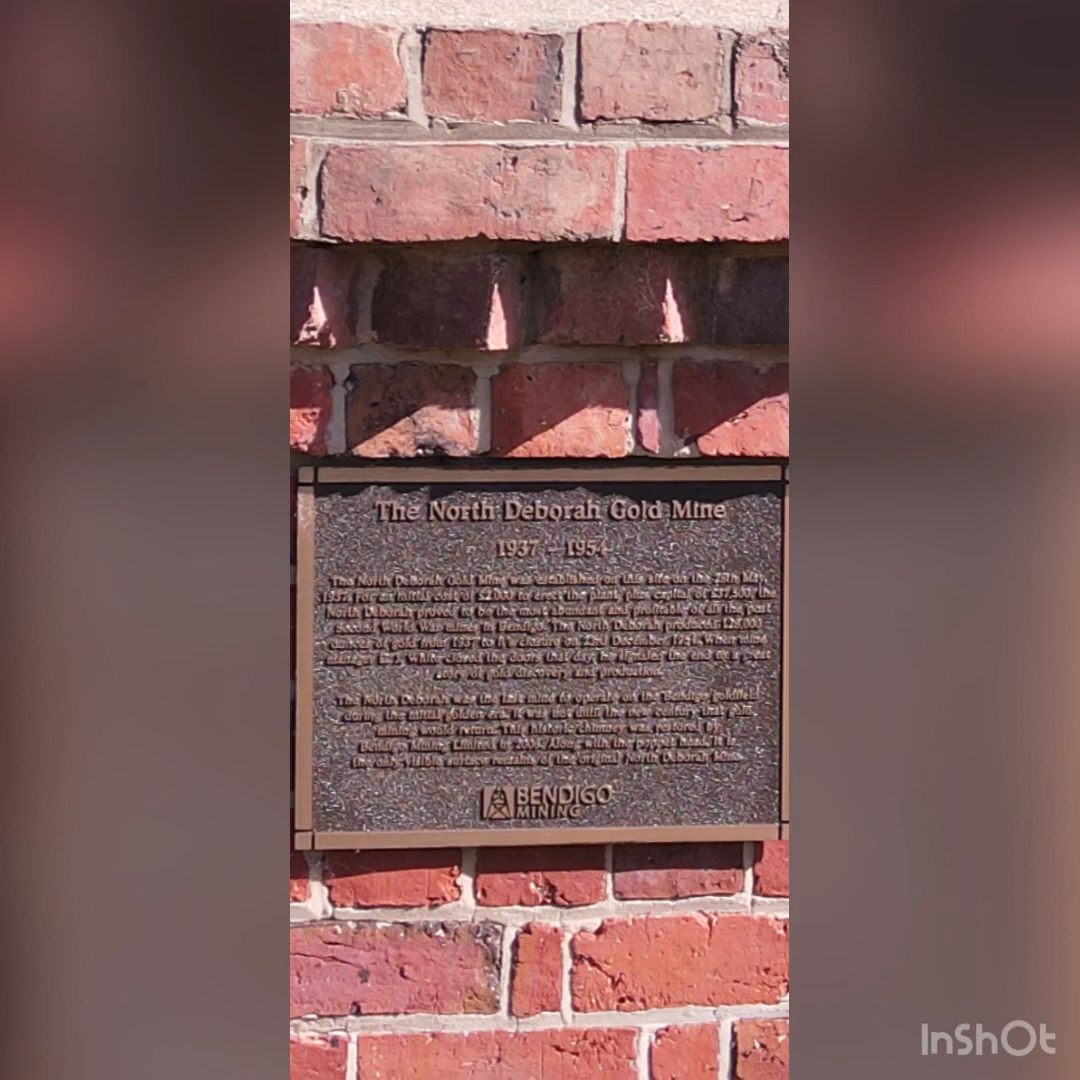 The North Deborah Gold Mine
1937 - 1954
The North Deborah Gold Mine was established on this site on the 25th May,
1937. For an initial cost of £2,000 to erect the plant, plus capital of £37,500, the
North Deborah proved to be the most abundant and profitable of all the post
Second World War mines in Bendigo. The North Deborah produced
ounces of gold from 1937 to it's closure on 22nd December 1954. When mine
manager White closed the doors that day, he signaled the end to a great
story of gold discovery and production.
The North Deborah was the last mine to operate on the Bendigo goldfield
during the initial golden era. It was not until the new century that gold
mining would return. This historic chimney was restored by
Bendigo Mining Limited in Along with the poppet head, it is
the only visible surface remains of the original North Deborah Mine.
BENDIGO
MINING
InShOt